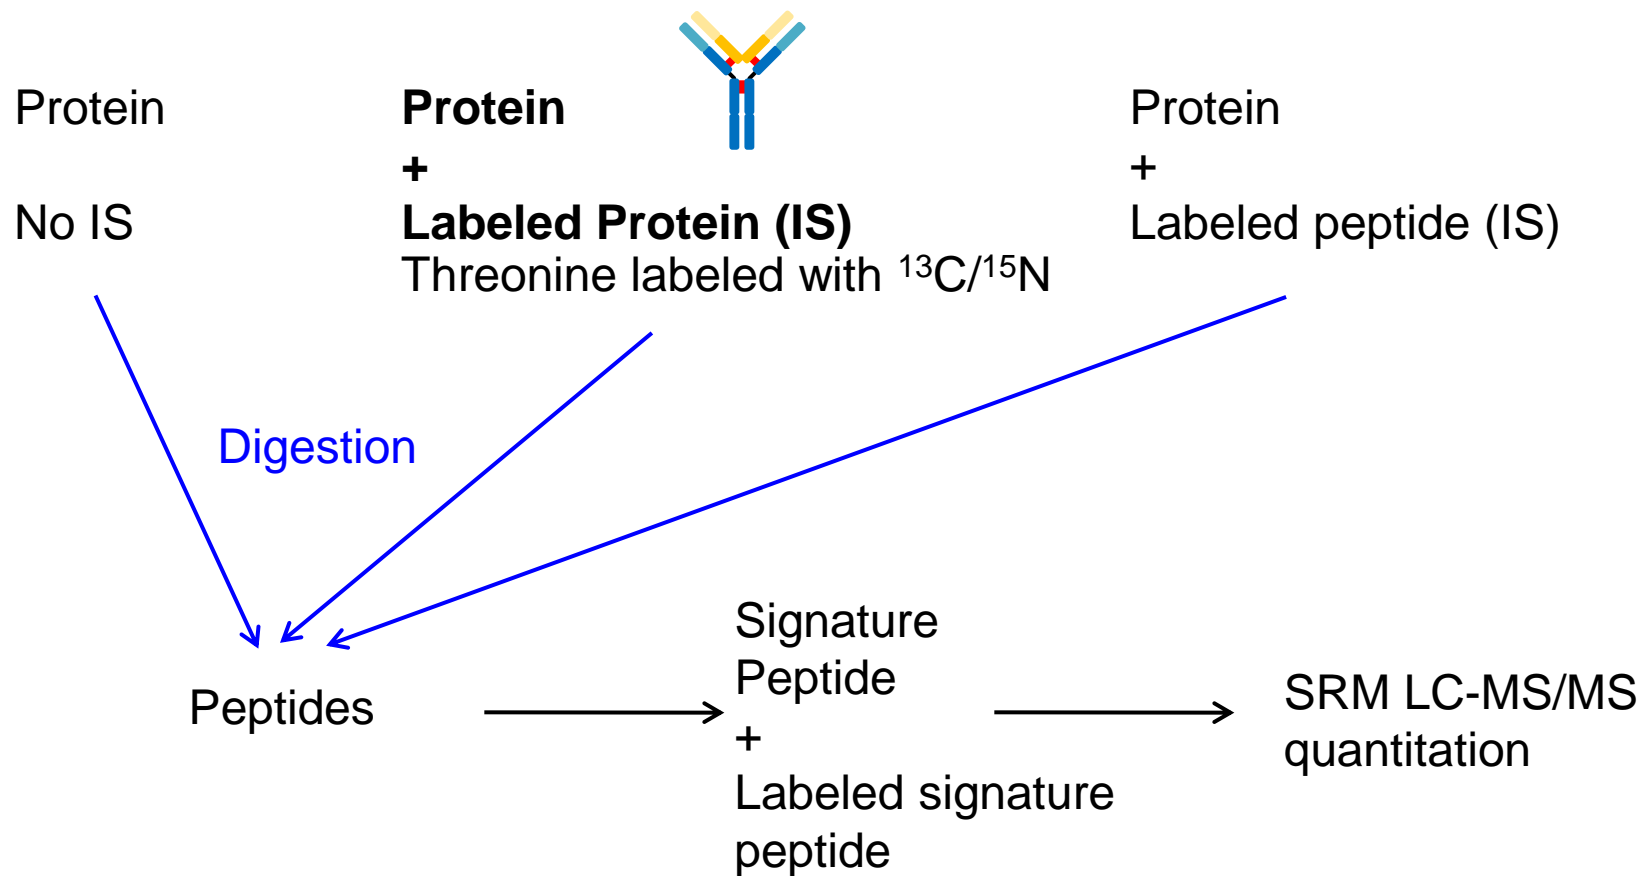 Protein
No IS
Protein
+
Labeled Protein (IS)
Threonine labeled with ¹³C/¹⁵N
Protein
+
Labeled peptide (IS)
Digestion
Peptides
Signature
Peptide
+
Labeled signature
peptide
SRM LC-MS/MS
quantitation